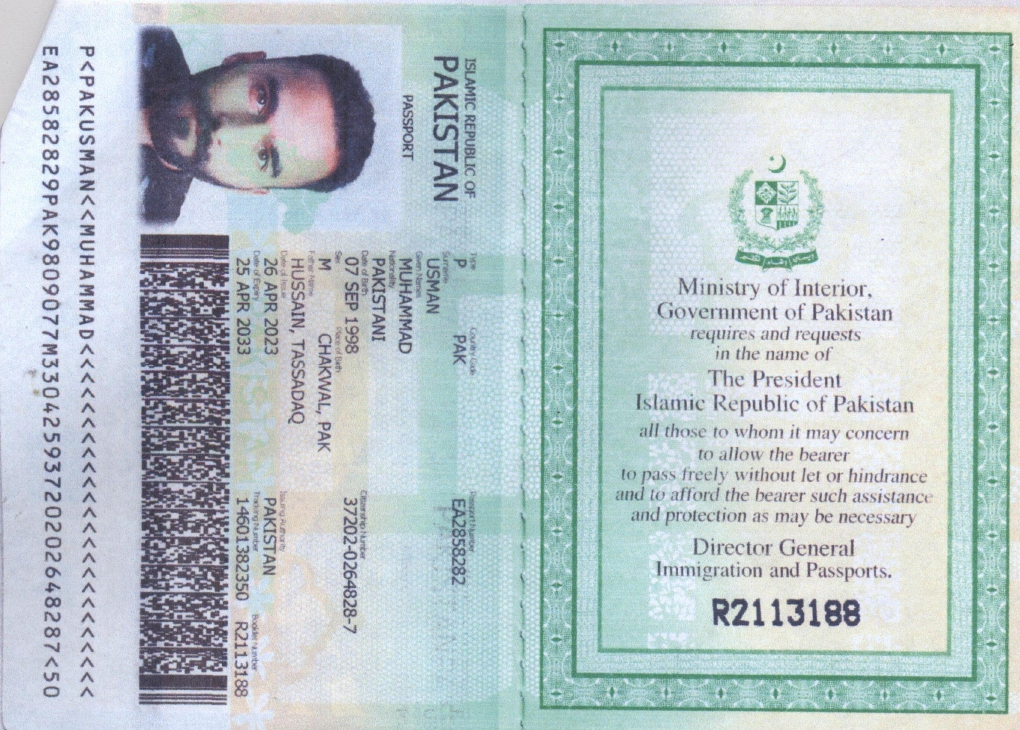 Ministry of Interior,
Government of Pakistan
requires and requests
in the name of
The President
Islamic Republic of Pakistan
all those to whom it may concern
to allow the bearer
to pass freely without let or hindrance
and to afford the bearer such assistance
and protection as may be necessary
Director General
Immigration and Passports.
R2113188
ISLAMIC REPUBLIC OF
PAKISTAN
PASSPORT
Type Country Code Passport Number
P PAK EA2858282
Surname
USMAN
Given Names
MUHAMMAD
Nationality
PAKISTANI
Date of Birth Citizenship Number
07 SEP 1998 37202-0264828-7
Sex Place of Birth
M CHAKWAL, PAK
Father Name
HUSSAIN, TASSADAQ
Date of Issue Issuing Authority
26 APR 2023 PAKISTAN
Date of Expiry Tracking Number Booklet Number
25 APR 2033 14601382350 R2113188
P<PAKUSMAN<<MUHAMMAD<<<<<<<<<<<<<<<<<<<<<<<<
EA28582829PAK9809077M33042593720202648287<50